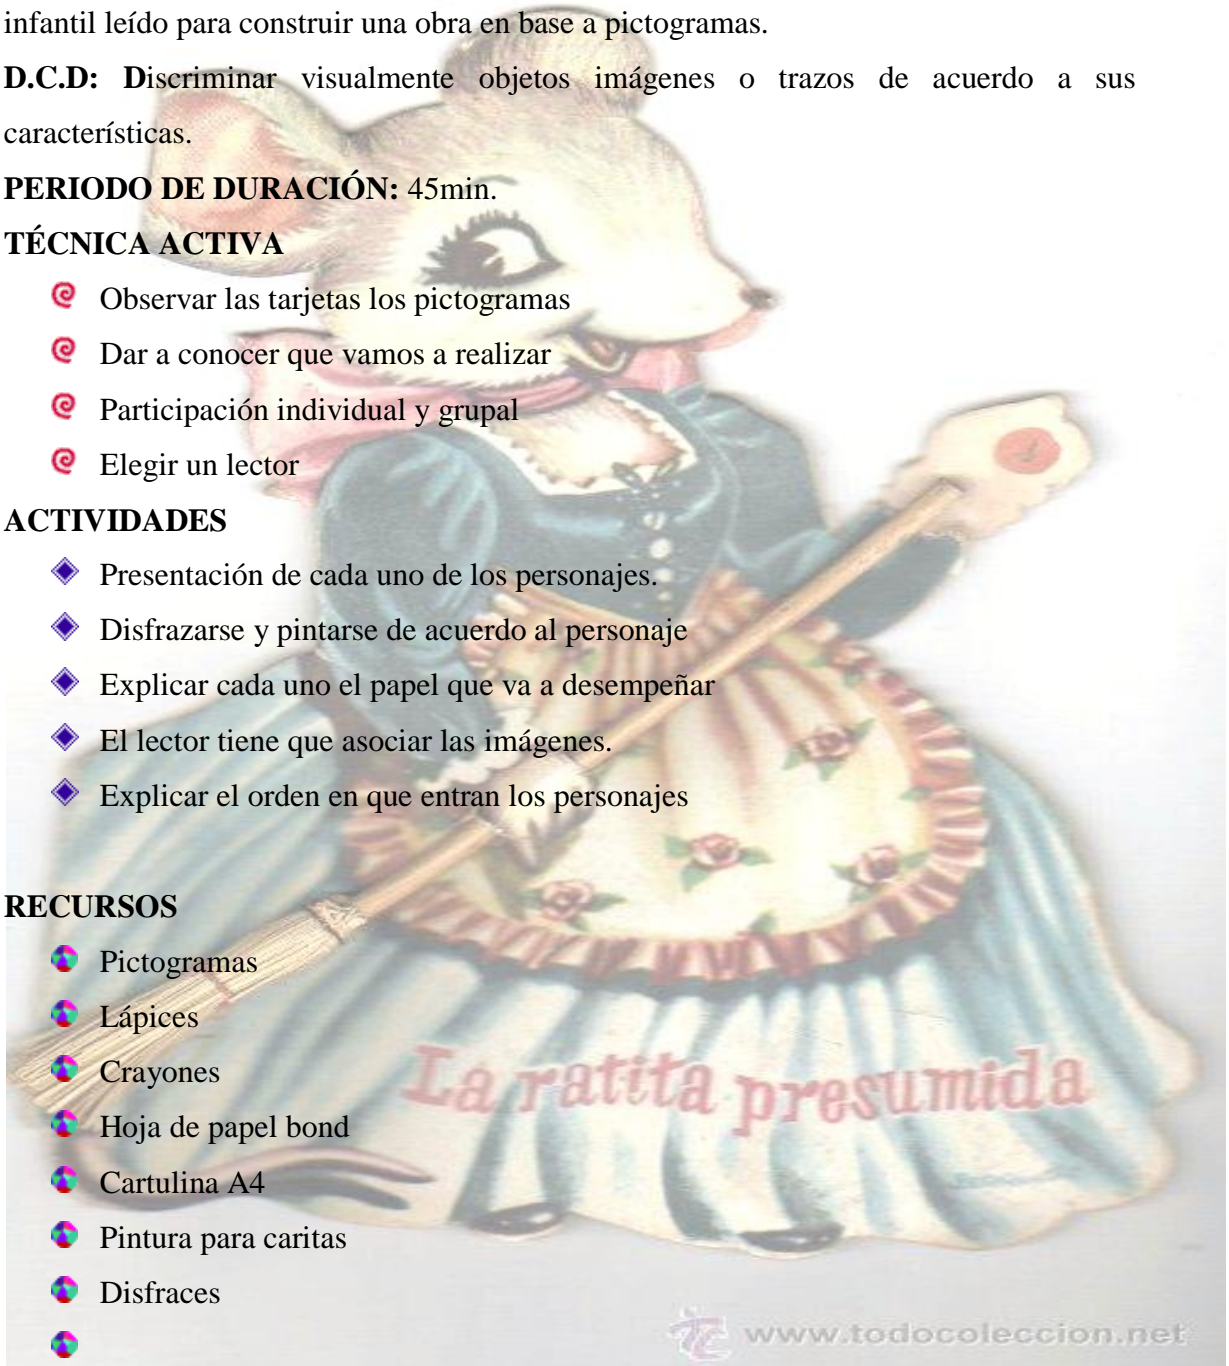 infantil leído para construir una obra en base a pictogramas.
D.C.D: Discriminar visualmente objetos imágenes o trazos de acuerdo a sus
características.
PERIODO DE DURACIÓN: 45min.
TÉCNICA ACTIVA
Observar las tarjetas los pictogramas
Dar a conocer que vamos a realizar
Participación individual y grupal
Elegir un lector
ACTIVIDADES
Presentación de cada uno de los personajes.
Disfrazarse y pintarse de acuerdo al personaje
Explicar cada uno el papel que va a desempeñar
El lector tiene que asociar las imágenes.
Explicar el orden en que entran los personajes
RECURSOS
Pictogramas
Lápices
Crayones
La ratita presumida
Hoja de papel bond
Cartulina A4
Pintura para caritas
Disfraces
www.todocoleccion.net